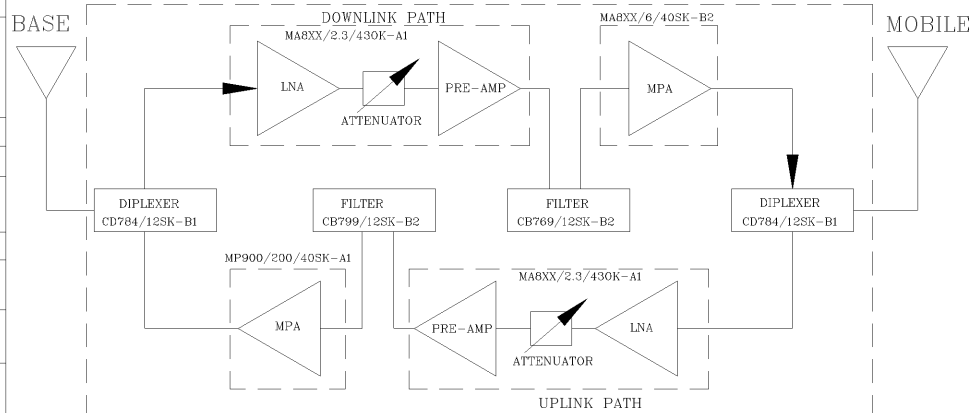 DOWNLINK PATH
BASE
MOBILE
MA8XX/2.3/430K-A1
MA8XX/6/40SK-B2
LNA
PRE-AMP
MPA
ATTENUATOR
DIPLEXER
CD784/12SK-B1
FILTER
CB799/12SK-B2
FILTER
CB769/12SK-B2
DIPLEXER
CD784/12SK-B1
MP900/200/40SK-A1
MA8XX/2.3/430K-A1
MPA
PRE-AMP
LNA
ATTENUATOR
UPLINK PATH